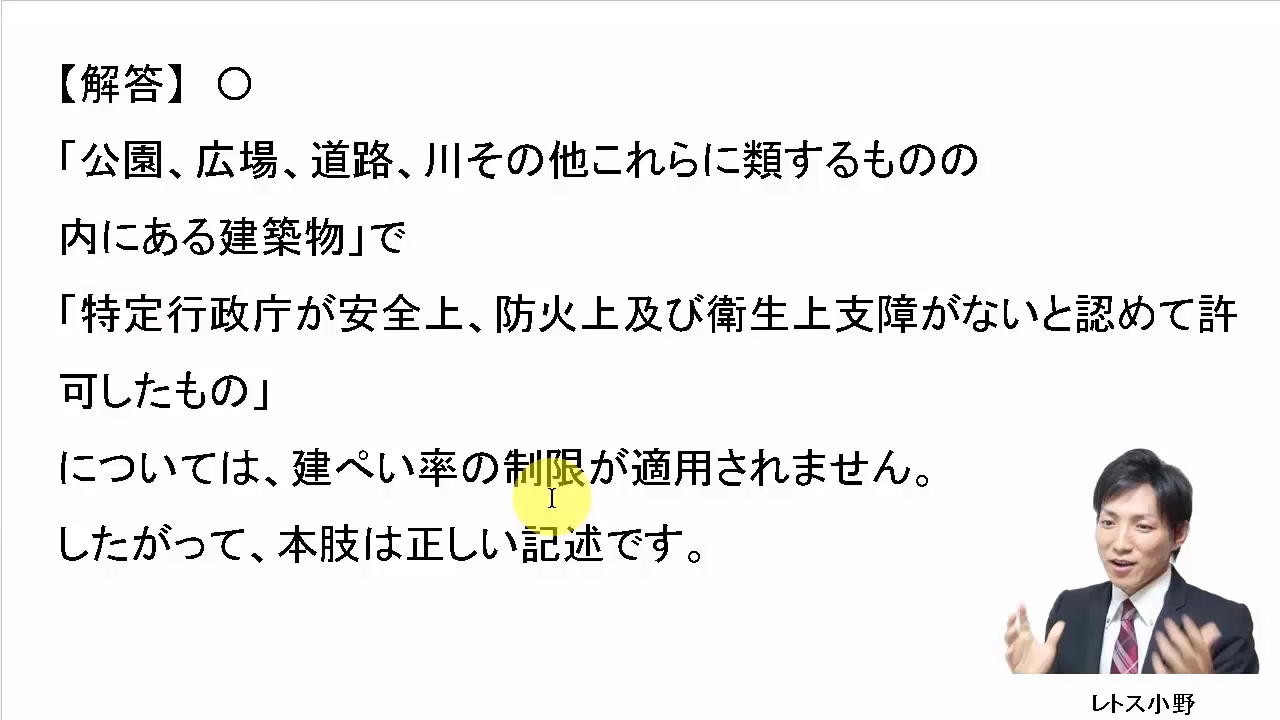 【解答】 ○
「公園、広場、道路、川その他これらに類するものの
内にある建築物」で
「特定行政庁が安全上、防火上及び衛生上支障がないと認めて許
可したもの」
については、建ぺい率の制限が適用されません。
したがって、本肢は正しい記述です。
レトス小野